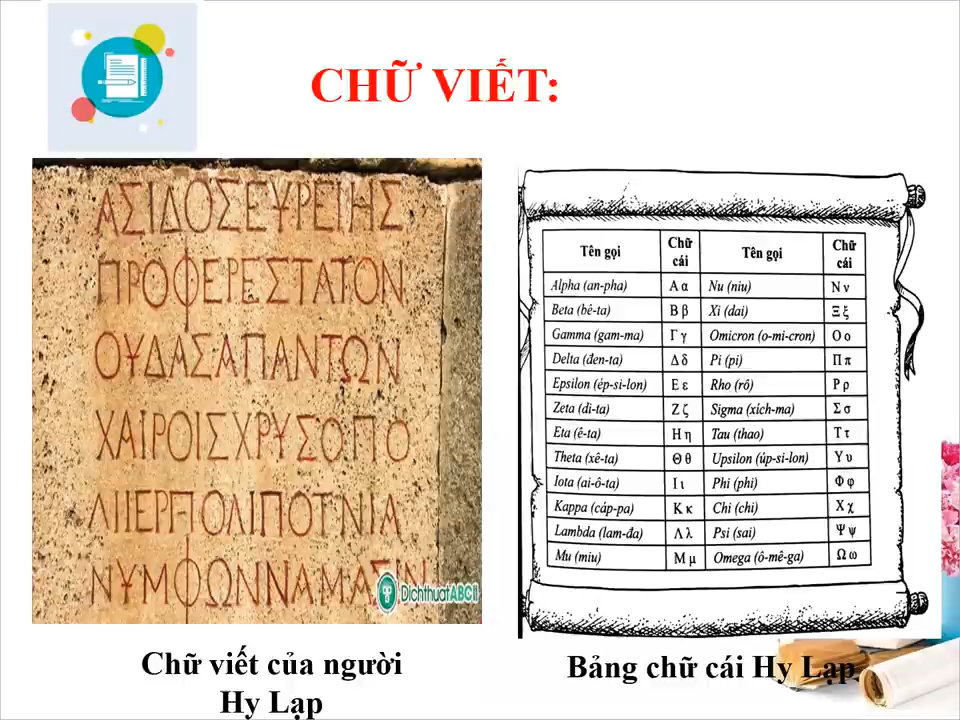 CHỮ VIẾT:
ΑΣΙΔΟΣΕΥΡΕΙΗΣ
ΠΡΟΦΕΡΕΣΤΑΤΟΝ
ΟΥΔΑΣΑΠΑΝΤΩΝ
ΧΑΙΡΟΙΣΧΡΥΣΟΠΟ
ΝΥΜΦΩΝΝΑΜΑΣΙΝ
DichthuatABC
Tên gọi Chữ cái Tên gọi Chữ cái
Alpha (an-pha) Α α Nu (niu) Ν ν
Beta (bê-ta) Β β Xi (dai) Ξ ξ
Gamma (gam-ma) Γ γ Omicron (o-mi-cron) Ο ο
Delta (đen-ta) Δ δ Pi (pi) Π π
Epsilon (ép-si-lon) Ε ε Rho (rô) Ρ ρ
Zeta (di-ta) Ζ ζ Sigma (xích-ma) Σ σ
Eta (ê-ta) Η η Tau (thao) Τ τ
Theta (xê-ta) Θ θ Upsilon (úp-si-lon) Υ υ
Iota (ai-ô-ta) Ι ι Phi (phi) Φ φ
Kappa (cáp-pa) Κ κ Chi (chi) Χ χ
Lambda (lam-đa) Λ λ Psi (sai) Ψ ψ
Mu (miu) Μ μ Omega (ô-mê-ga) Ω ω
Chữ viết của người
Hy Lạp
Bảng chữ cái Hy Lạp